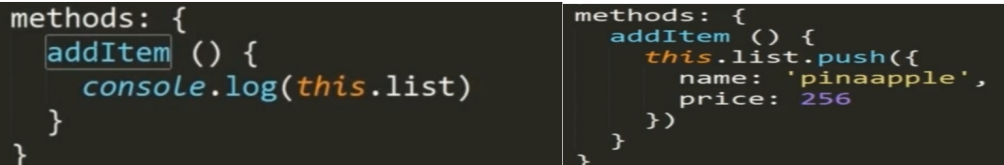 methods: {
addItem () {
console.log(this.list)
}
}
methods: {
addItem () {
this.list.push({
name: 'pinaapple',
price: 256
})
}
}